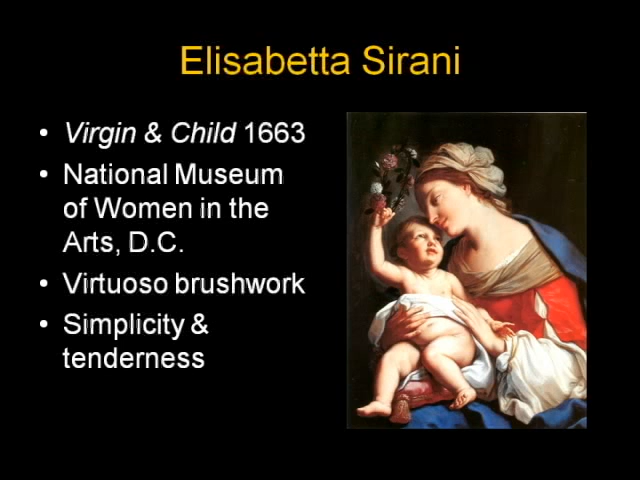 Elisabetta Sirani
• Virgin & Child 1663
• National Museum
of Women in the
Arts, D.C.
• Virtuoso brushwork
• Simplicity &
tenderness